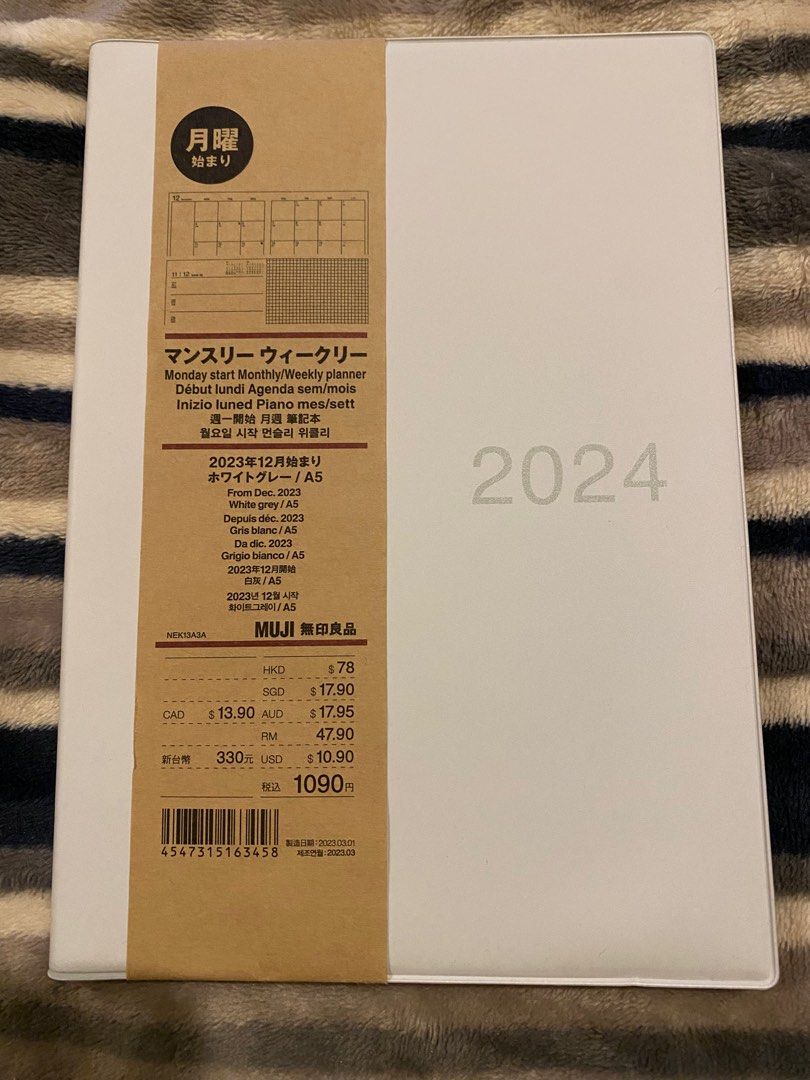 月曜
始まり
12
11 | 12
マンスリー ウィークリー
Monday start Monthly/Weekly planner
Début lundi Agenda sem/mois
Inizio luned Piano mes/sett
週一開始 月週 筆記本
월요일 시작 먼슬리 위클리
2023年12月始まり
ホワイトグレー / A5
From Dec. 2023
White grey / A5
Depuis déc. 2023
Gris blanc / A5
Da dic. 2023
Grigio bianco / A5
2023年12月開始
白灰 / A5
2023년 12월 시작
화이트그레이 / A5
NEK13A3A MUJI 無印良品
HKD $ 78
SGD $ 17.90
CAD $ 13.90 AUD $ 17.95
RM 47.90
新台幣 330元 USD $ 10.90
税込 1090円
4547315163458
製造日期 : 2023.03.01
제조연월 : 2023.03
2024